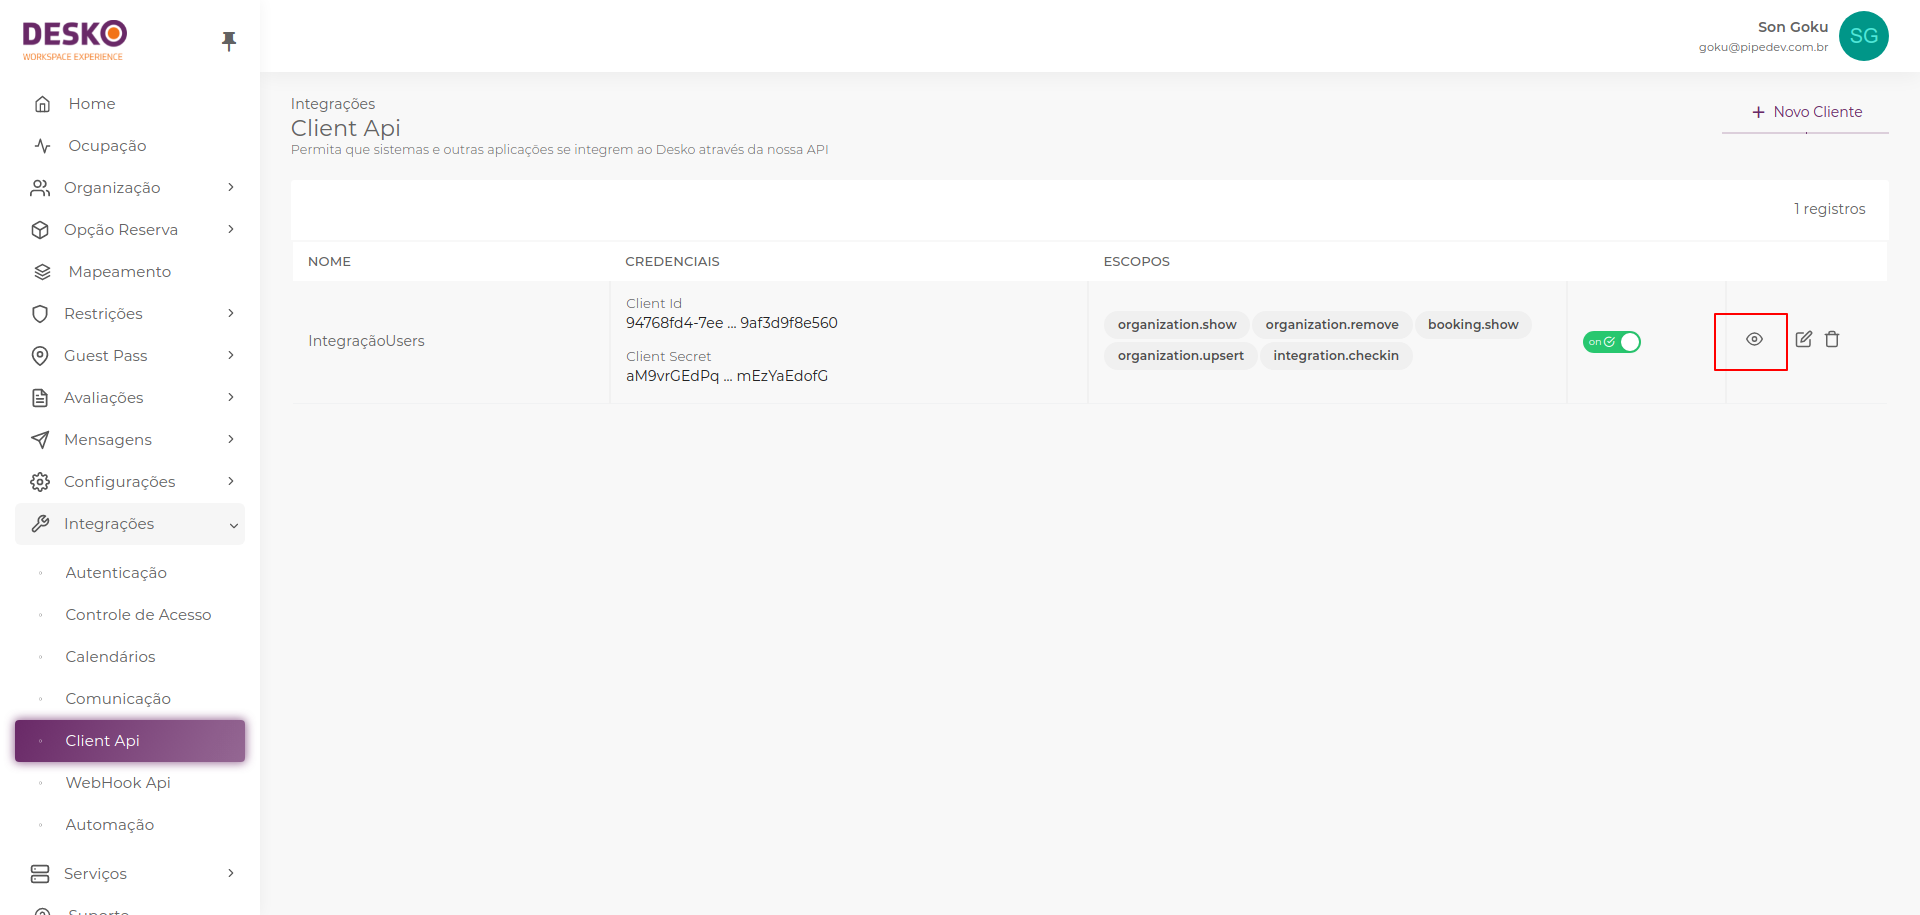 DESKO
WORKSPACE EXPERIENCE
Home
Ocupação
Organização
Opção Reserva
Mapeamento
Restrições
Guest Pass
Avaliações
Mensagens
Configurações
Integrações
Autenticação
Controle de Acesso
Calendários
Comunicação
Client Api
WebHook Api
Automação
Serviços
Suporte
Son Goku
goku@pipedev.com.br
SG
Integrações
Client Api
Permita que sistemas e outras aplicações se integrem ao Desko através da nossa API
+ Novo Cliente
1 registros
NOME CREDENCIAIS ESCOPOS
IntegraçãoUsers
Client Id
94768fd4-7ee ... 9af3d9f8e560
Client Secret
aM9vrGEdPq ... mEzYaEdofG
organization.show organization.remove booking.show
organization.upsert integration.checkin
on